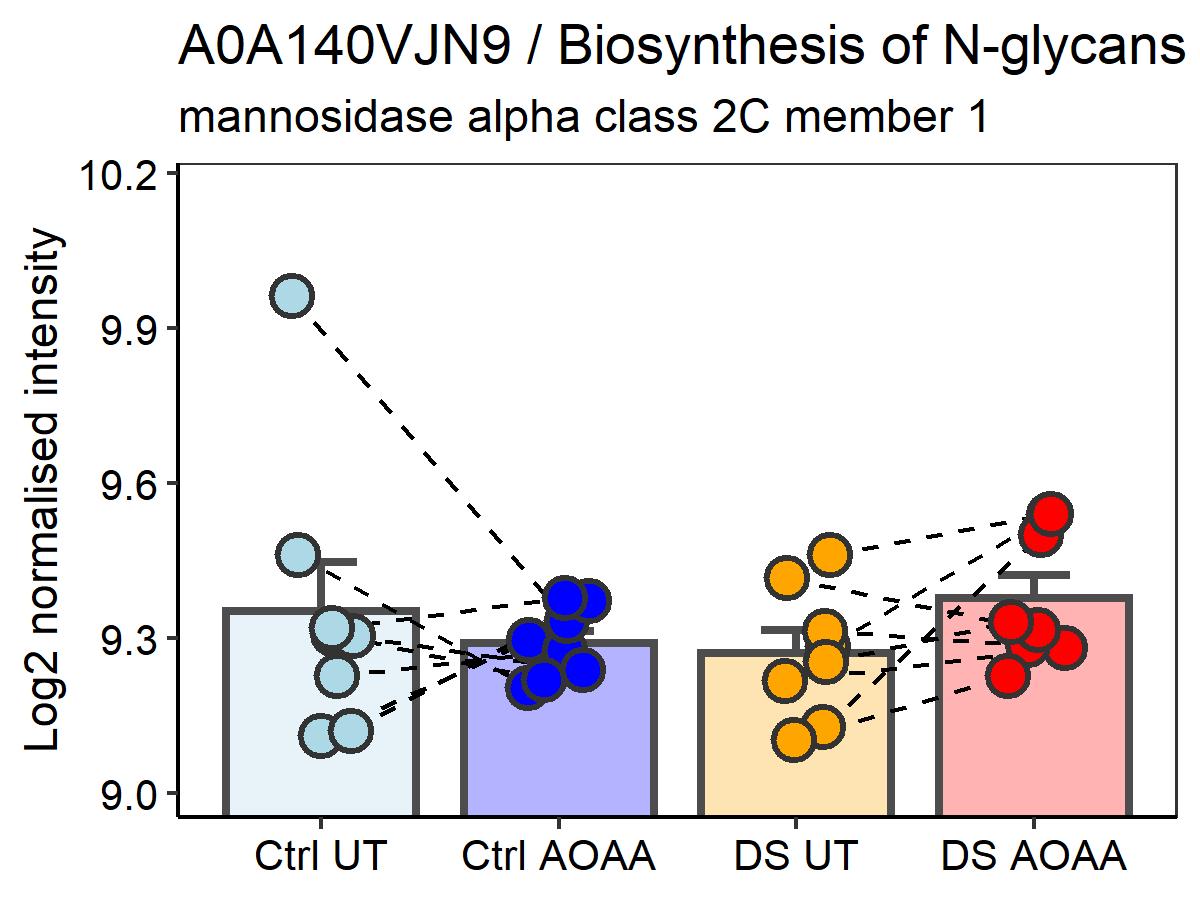 A0A140VJN9 / Biosynthesis of N-glycans
mannosidase alpha class 2C member 1
Log2 normalised intensity
10.2
9.9
9.6
9.3
9.0
Ctrl UT
Ctrl AOAA
DS UT
DS AOAA